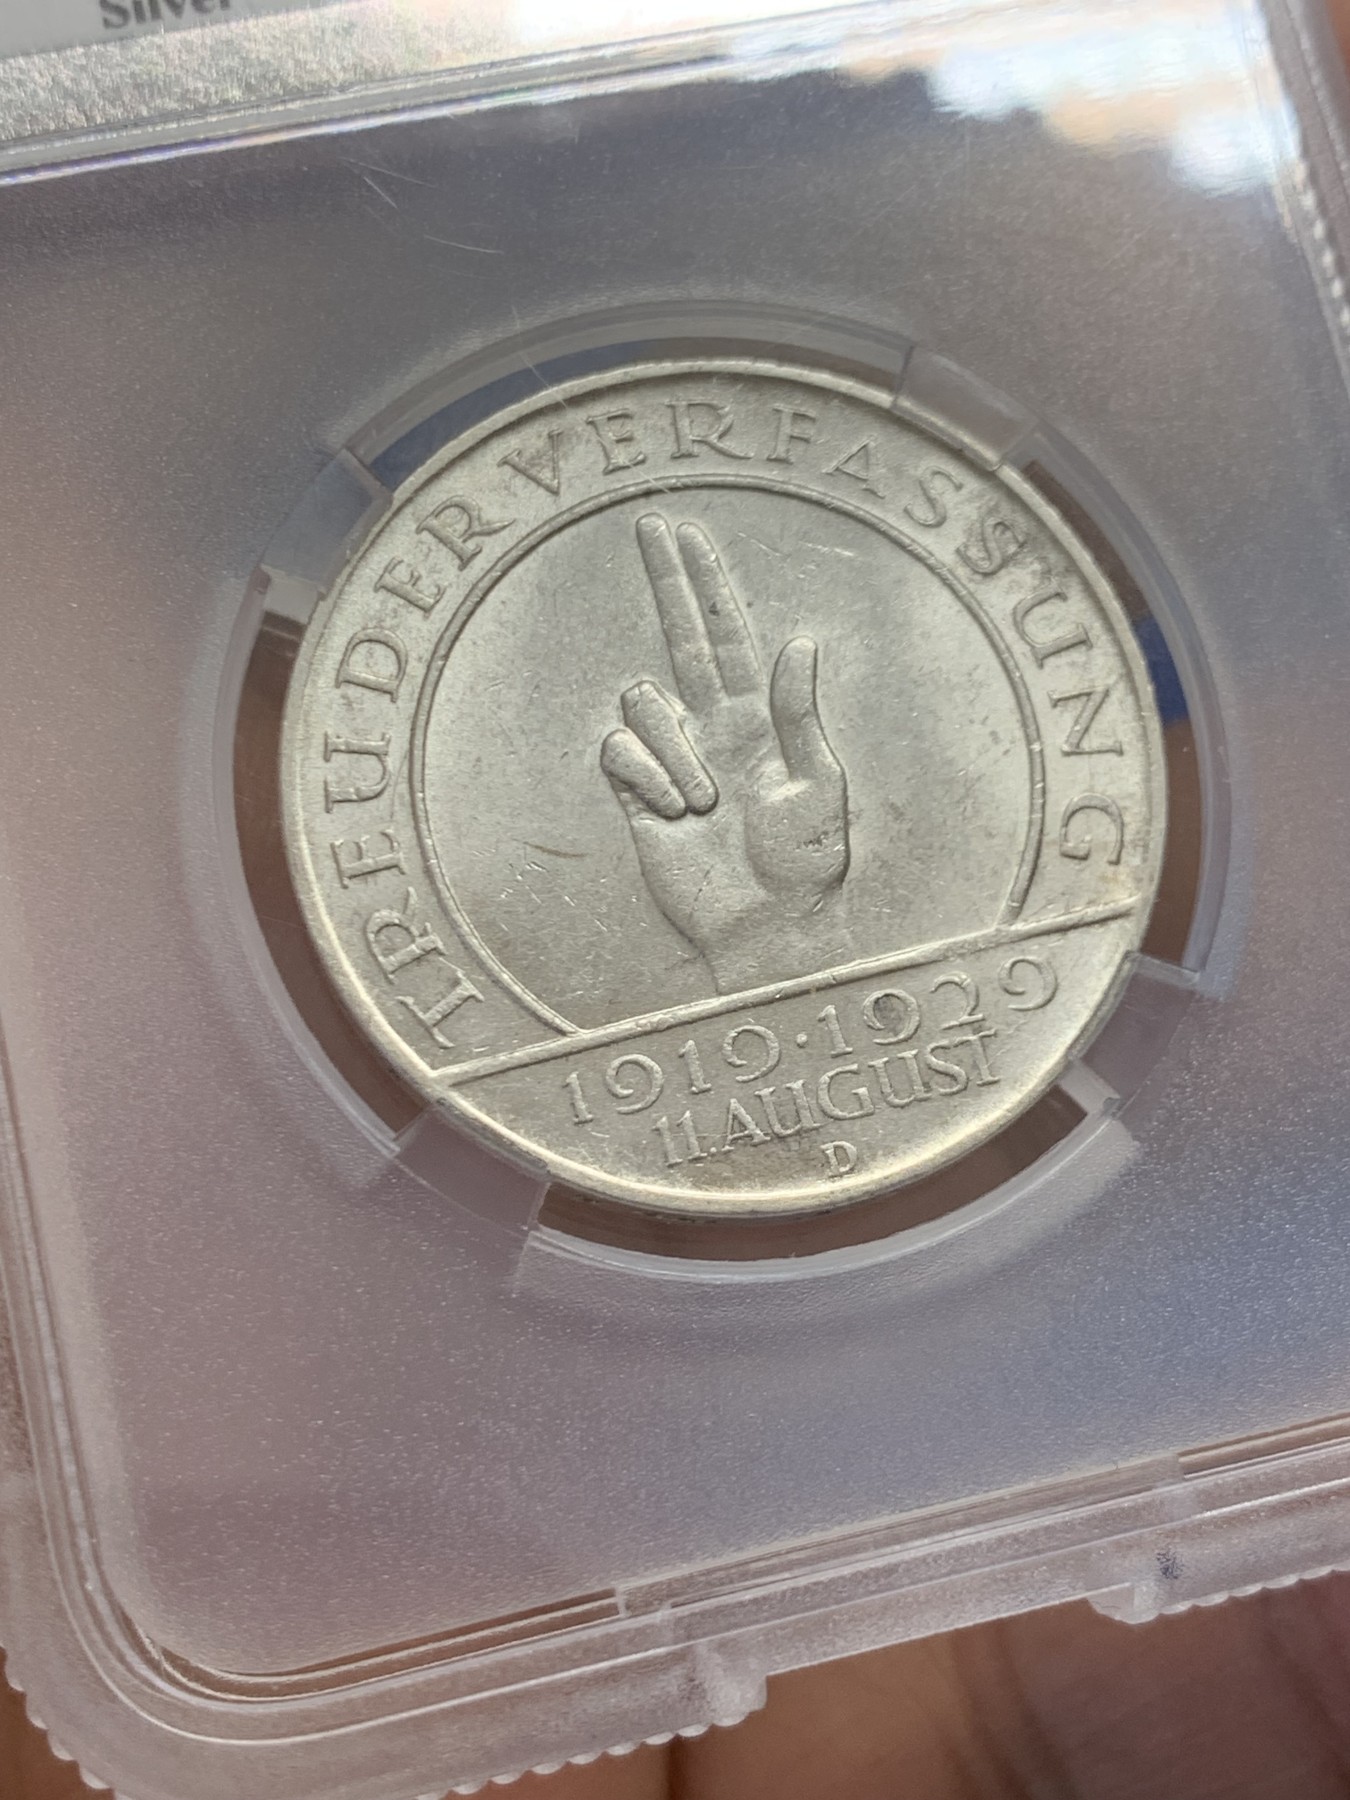 Silver
TREU DER VERFASSUNG
1919·1929
11.AUGUST
D